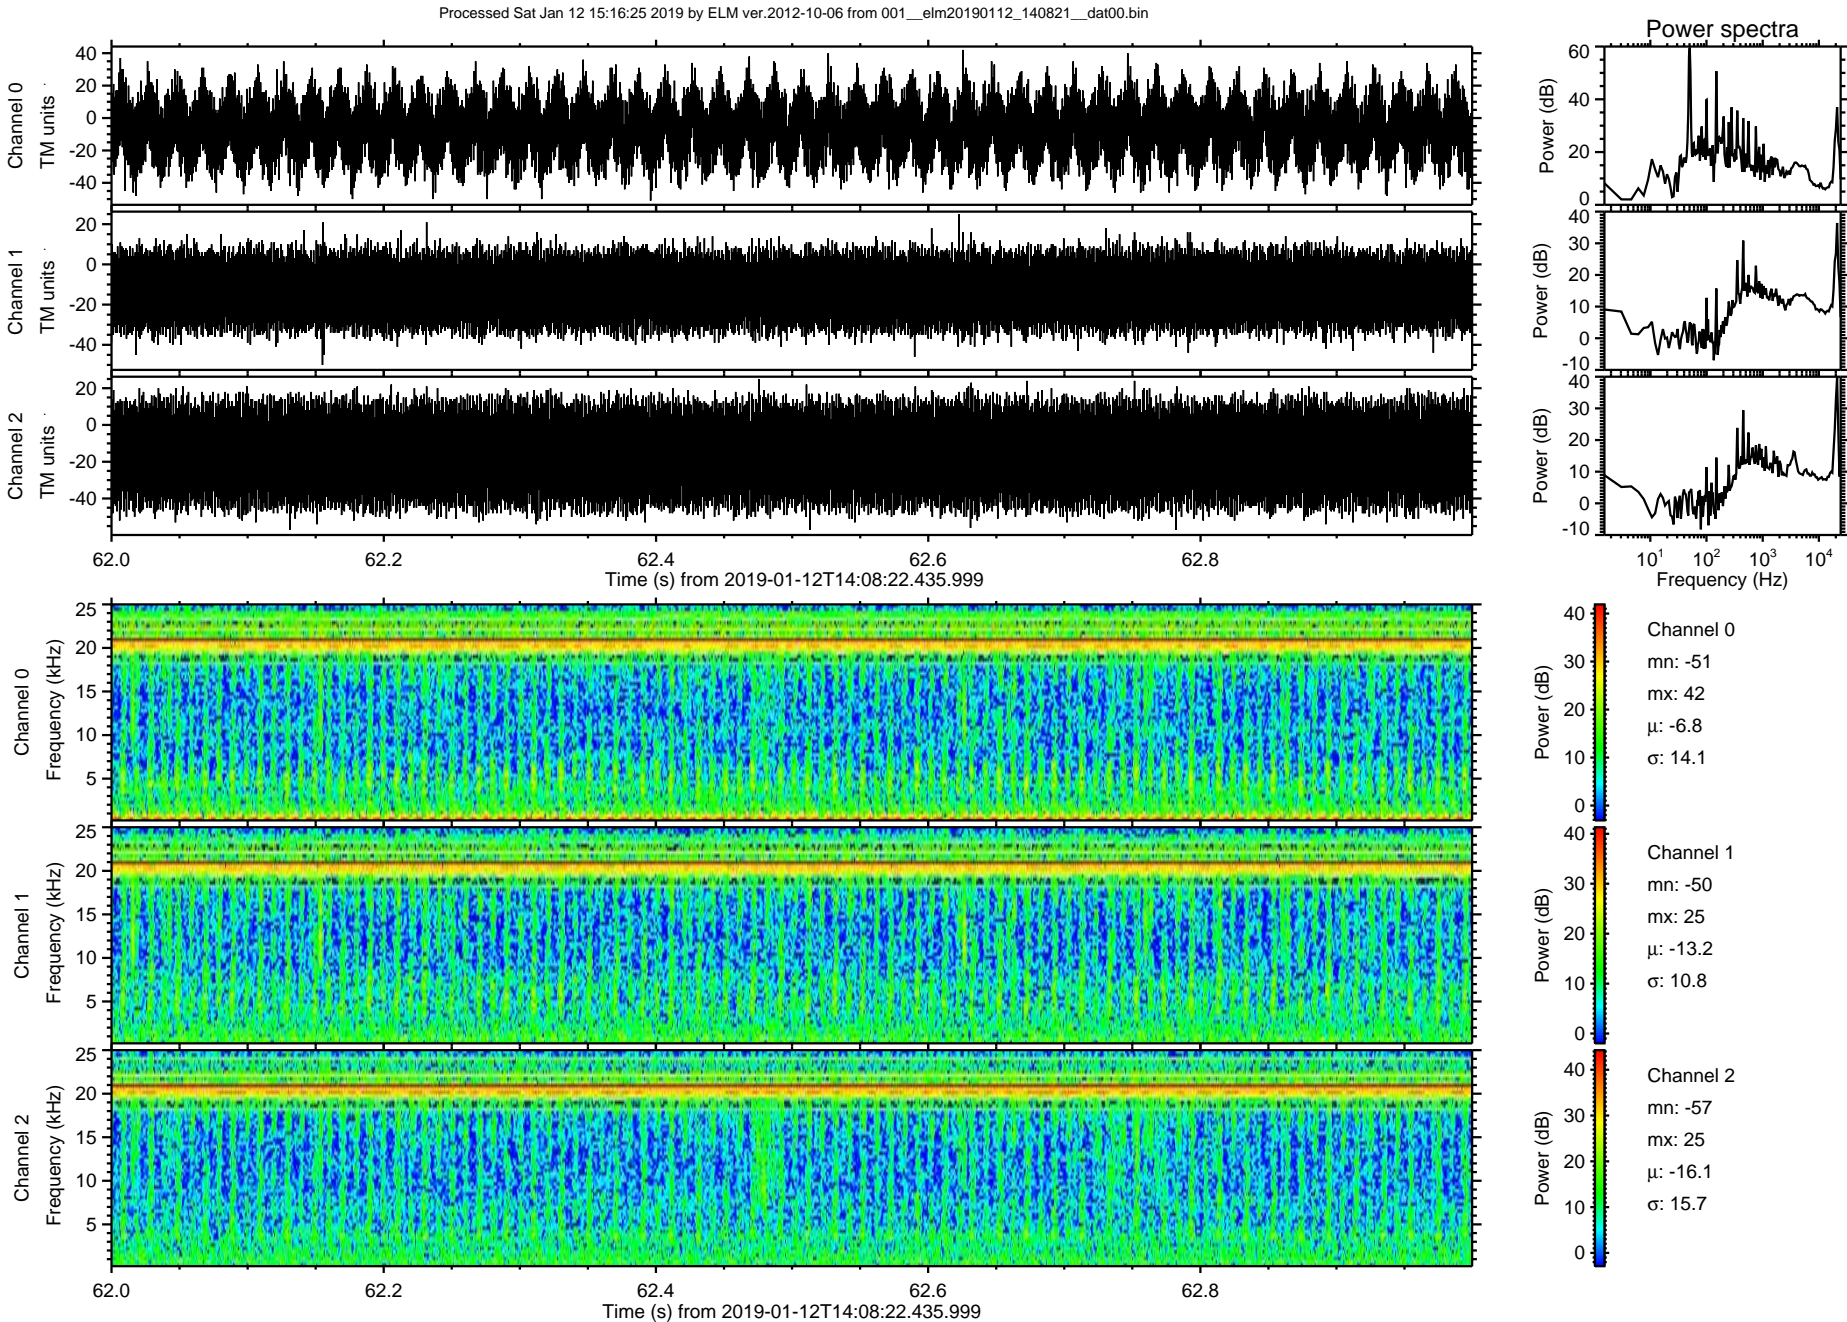 Processed Sat Jan 12 15:16:25 2019 by ELM ver.2012-10-06 from 001__elm20190112_140821__dat00.bin
Power spectra
Channel 0
TM units
40
20
0
-20
-40
Power (dB)
60
40
20
0
Channel 1
TM units
20
0
-20
-40
Power (dB)
40
30
20
10
0
-10
Channel 2
TM units
20
0
-20
-40
Power (dB)
40
30
20
10
0
-10
62.0 62.2 62.4 62.6 62.8
Time (s) from 2019-01-12T14:08:22.435.999
10¹ 10² 10³ 10⁴
Frequency (Hz)
Channel 0
Frequency (kHz)
25
20
15
10
5
Power (dB)
40
30
20
10
0
Channel 0
mn: -51
mx: 42
µ: -6.8
σ: 14.1
Channel 1
Frequency (kHz)
25
20
15
10
5
Power (dB)
40
30
20
10
0
Channel 1
mn: -50
mx: 25
µ: -13.2
σ: 10.8
Channel 2
Frequency (kHz)
25
20
15
10
5
Power (dB)
40
30
20
10
0
Channel 2
mn: -57
mx: 25
µ: -16.1
σ: 15.7
62.0 62.2 62.4 62.6 62.8
Time (s) from 2019-01-12T14:08:22.435.999